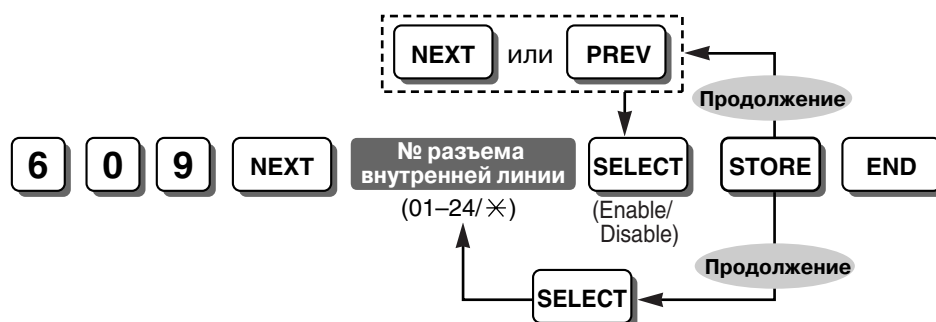 NEXT или PREV
Продолжение
6 0 9 NEXT № разъема внутренней линии SELECT STORE END
(01–24/✳)
(Enable/
Disable)
Продолжение
SELECT